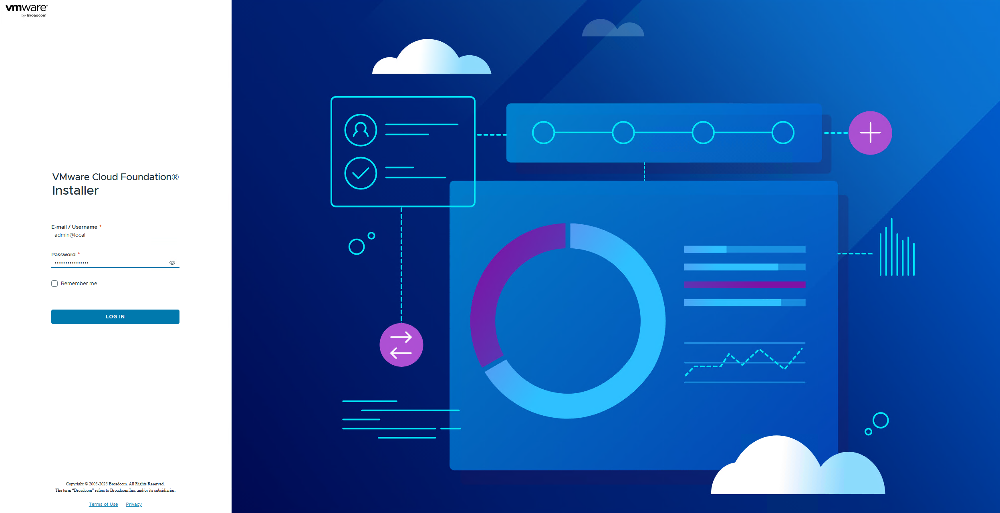 vmware®
by Broadcom
VMware Cloud Foundation®
Installer
E-mail / Username *
admin@local
Password *
••••••••••••••••
Remember me
LOG IN
Copyright © 2005-2025 Broadcom. All Rights Reserved.
The term “Broadcom” refers to Broadcom Inc. and/or its subsidiaries.
Terms of Use Privacy